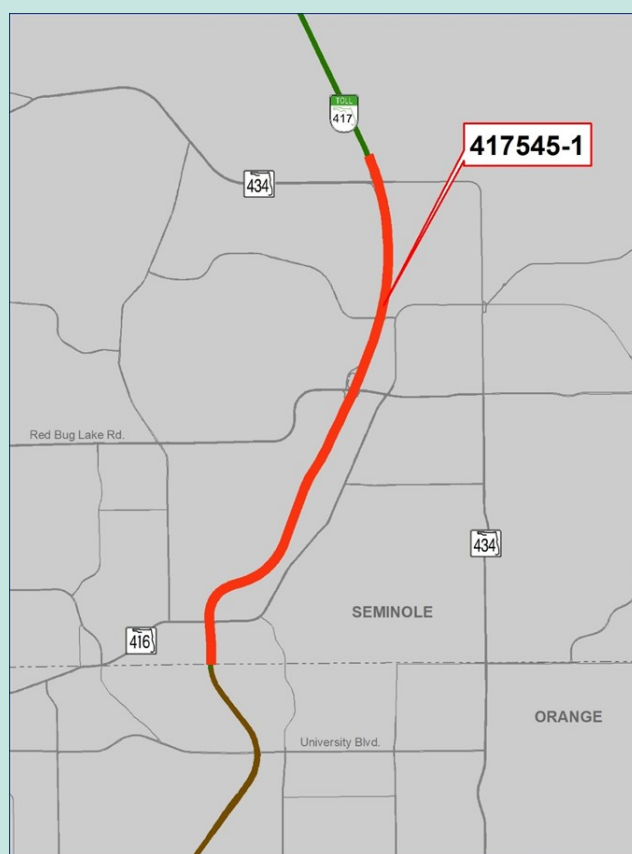 TOLL
417
417545-1
434
Red Bug Lake Rd.
434
SEMINOLE
416
ORANGE
University Blvd.